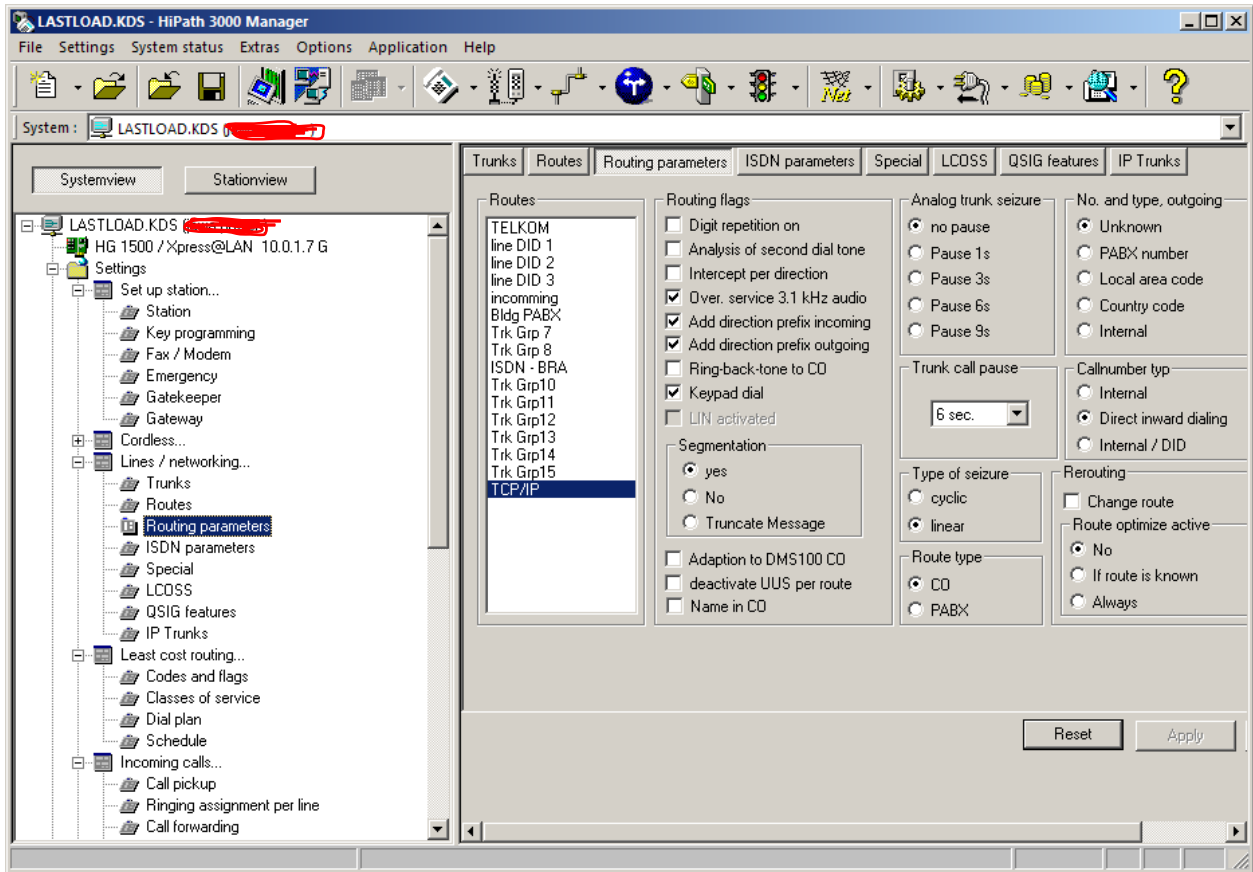 LASTLOAD.KDS - HiPath 3000 Manager
File Settings System status Extras Options Application Help
Net
System : LASTLOAD.KDS
Systemview Stationview
LASTLOAD.KDS
HG 1500 / Xpress@LAN 10.0.1.7 G
Settings
Set up station...
Station
Key programming
Fax / Modem
Emergency
Gatekeeper
Gateway
Cordless...
Lines / networking...
Trunks
Routes
Routing parameters
ISDN parameters
Special
LCOSS
QSIG features
IP Trunks
Least cost routing...
Codes and flags
Classes of service
Dial plan
Schedule
Incoming calls...
Call pickup
Ringing assignment per line
Call forwarding
Trunks Routes Routing parameters ISDN parameters Special LCOSS QSIG features IP Trunks
Routes
TELKOM
line DID 1
line DID 2
line DID 3
incomming
Bldg PABX
Trk Grp 7
Trk Grp 8
ISDN - BRA
Trk Grp10
Trk Grp11
Trk Grp12
Trk Grp13
Trk Grp14
Trk Grp15
TCP/IP
Routing flags
Digit repetition on
Analysis of second dial tone
Intercept per direction
Over. service 3.1 kHz audio
Add direction prefix incoming
Add direction prefix outgoing
Ring-back-tone to CO
Keypad dial
LIN activated
Segmentation
yes
No
Truncate Message
Adaption to DMS100 CO
deactivate UUS per route
Name in CO
Analog trunk seizure
no pause
Pause 1s
Pause 3s
Pause 6s
Pause 9s
Trunk call pause
6 sec.
Type of seizure
cyclic
linear
Route type
CO
PABX
No. and type, outgoing
Unknown
PABX number
Local area code
Country code
Internal
Callnumber typ
Internal
Direct inward dialing
Internal / DID
Rerouting
Change route
Route optimize active
No
If route is known
Always
Reset Apply